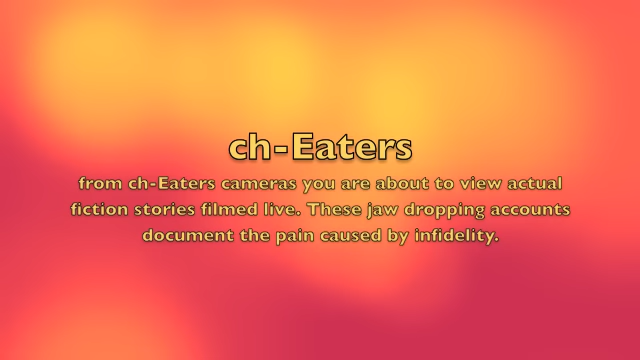 ch-Eaters
from ch-Eaters cameras you are about to view actual
fiction stories filmed live. These jaw dropping accounts
document the pain caused by infidelity.